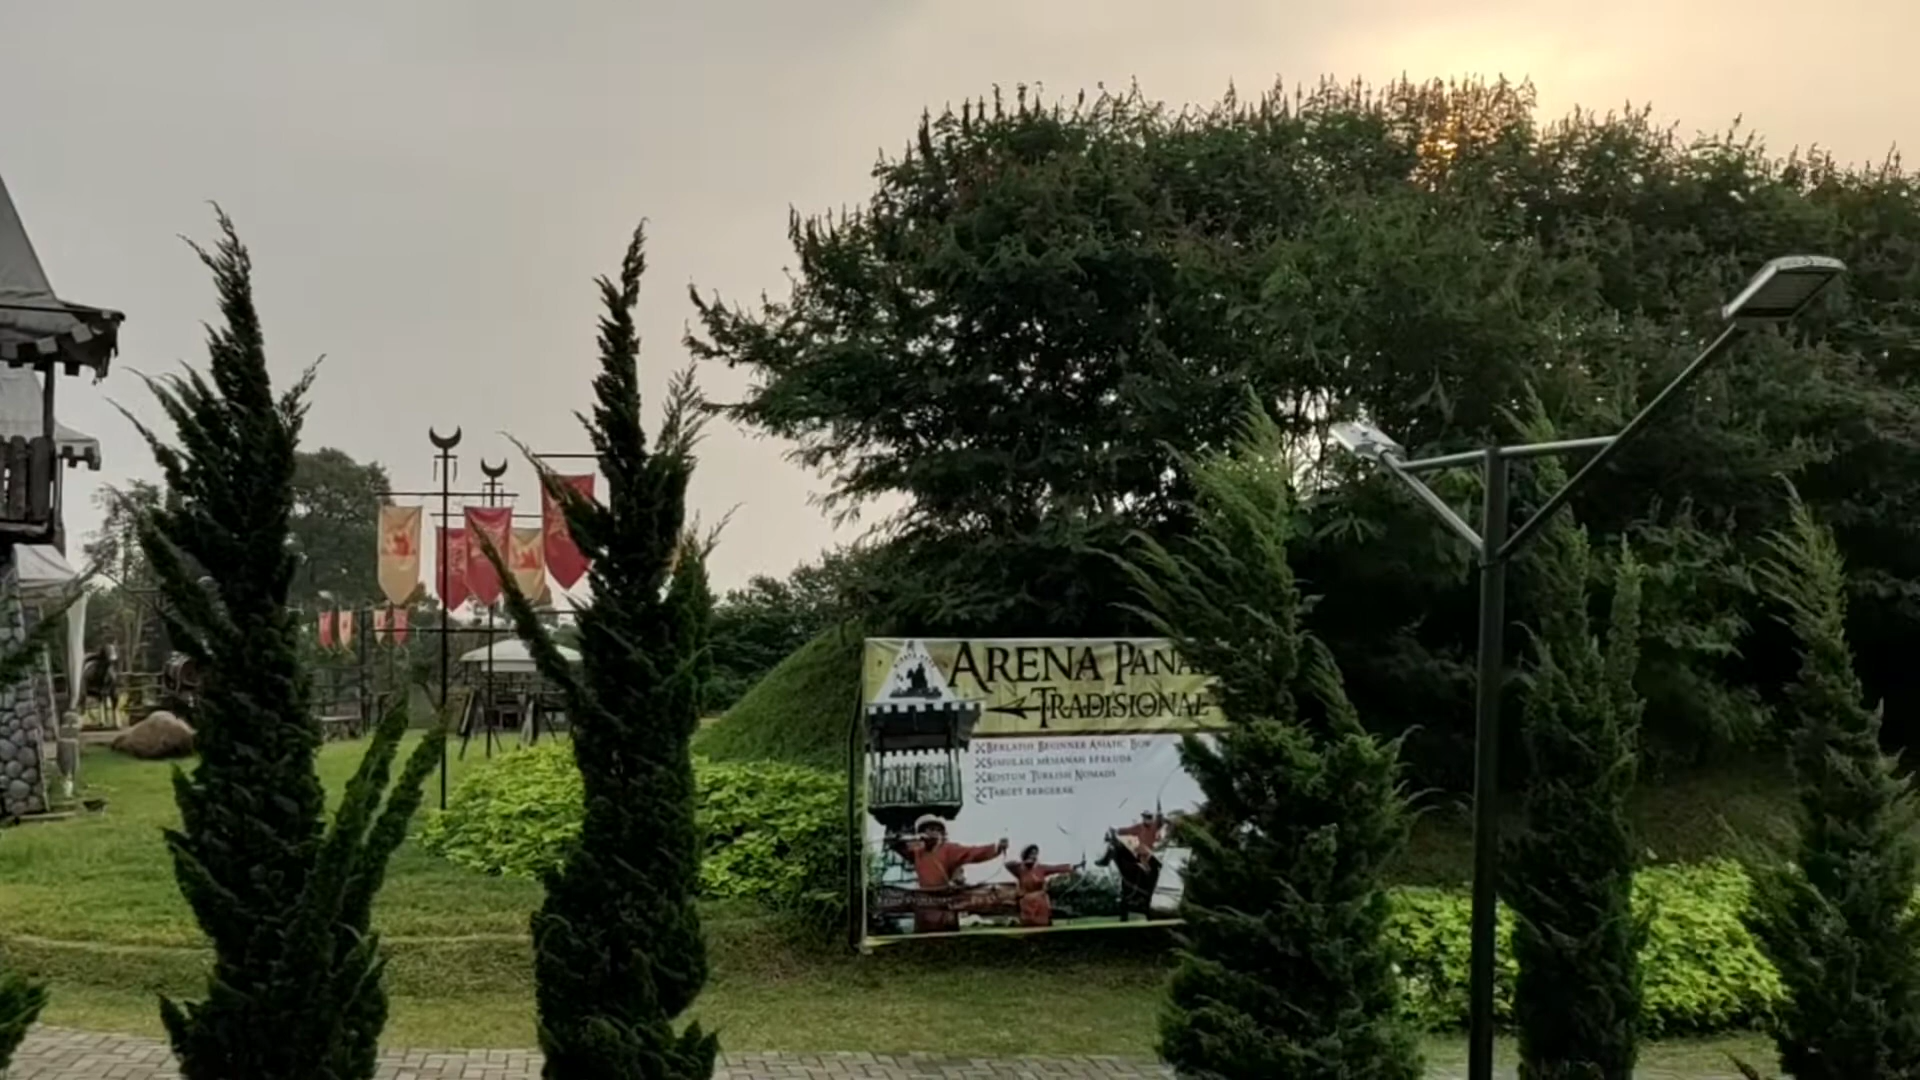 ARENA PANA
TRADISIONAL
BERLATIH BEGINNER ASIATIC BOW
SIMULASI MEMANAH BERKUDA
KOSTUM TURKISH NOMADS
TARGET BERGERAK